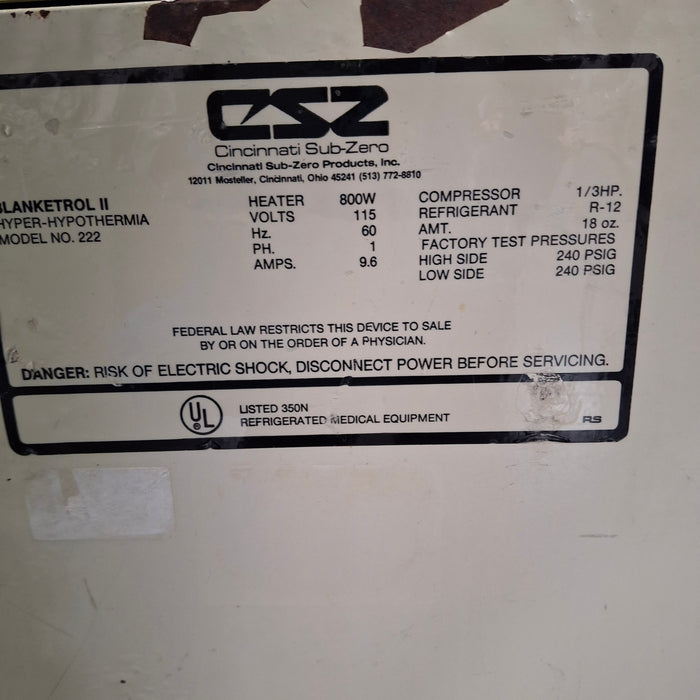 CSZ
Cincinnati Sub-Zero
Cincinnati Sub-Zero Products, Inc.
12011 Mosteller, Cincinnati, Ohio 45241 (513) 772-8810
BLANKETROL II
HYPER-HYPOTHERMIA
MODEL NO. 222
HEATER 800W
VOLTS 115
Hz. 60
PH. 1
AMPS. 9.6
COMPRESSOR 1/3HP.
REFRIGERANT R-12
AMT. 18 oz.
FACTORY TEST PRESSURES
HIGH SIDE 240 PSIG
LOW SIDE 240 PSIG
FEDERAL LAW RESTRICTS THIS DEVICE TO SALE
BY OR ON THE ORDER OF A PHYSICIAN.
DANGER: RISK OF ELECTRIC SHOCK, DISCONNECT POWER BEFORE SERVICING.
UL ®
LISTED 350N
REFRIGERATED MEDICAL EQUIPMENT
RS